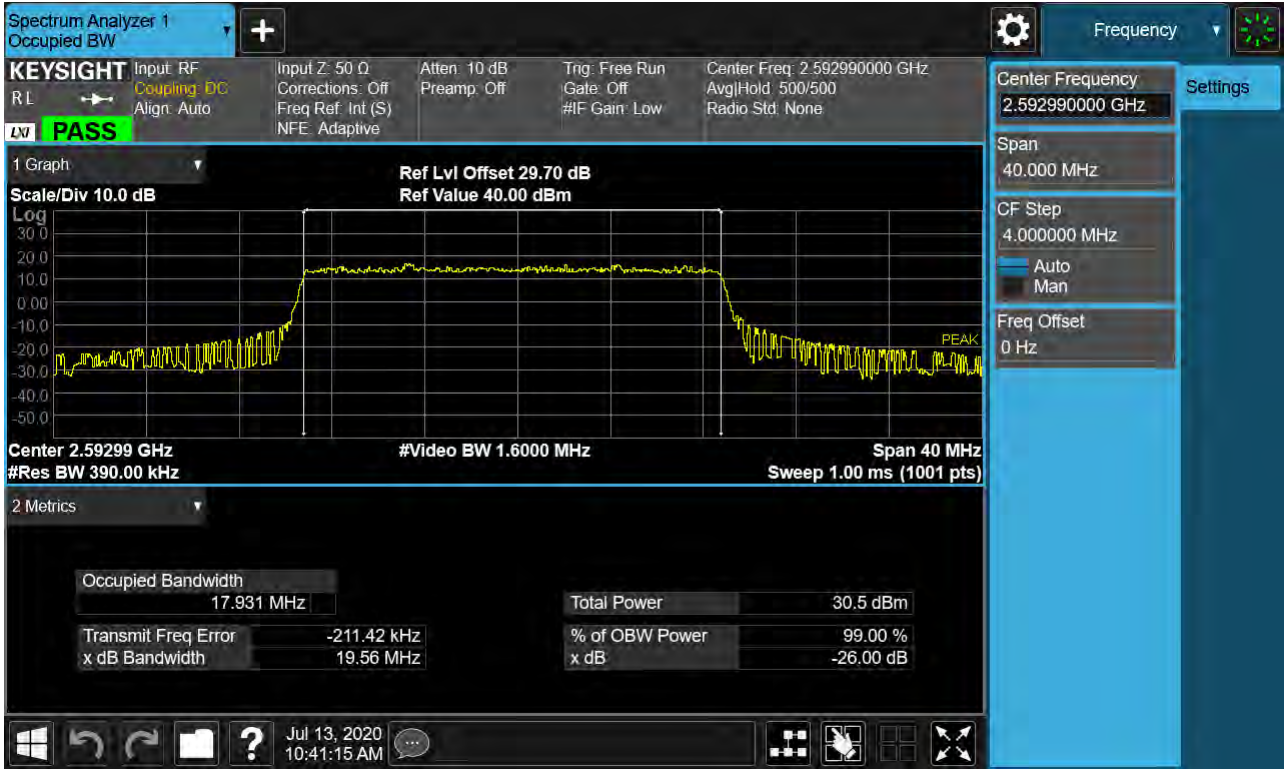 Spectrum Analyzer 1
Occupied BW
Frequency
KEYSIGHT
R L
LXI
PASS
Input: RF
Coupling: DC
Align: Auto
Input Z: 50 Ω
Corrections: Off
Freq Ref: Int (S)
NFE: Adaptive
Atten: 10 dB
Preamp: Off
Trig: Free Run
Gate: Off
#IF Gain: Low
Center Freq: 2.592990000 GHz
Avg|Hold: 500/500
Radio Std: None
Center Frequency
2.592990000 GHz
Settings
Span
40.000 MHz
CF Step
4.000000 MHz
Auto
Man
Freq Offset
0 Hz
1 Graph
Scale/Div 10.0 dB
Ref Lvl Offset 29.70 dB
Ref Value 40.00 dBm
Log
30.0
20.0
10.0
0.00
-10.0
-20.0
-30.0
-40.0
-50.0
PEAK
Center 2.59299 GHz
#Video BW 1.6000 MHz
Span 40 MHz
#Res BW 390.00 kHz
Sweep 1.00 ms (1001 pts)
2 Metrics
Occupied Bandwidth
17.931 MHz
Total Power 30.5 dBm
Transmit Freq Error -211.42 kHz
% of OBW Power 99.00 %
x dB Bandwidth 19.56 MHz
x dB -26.00 dB
?
Jul 13, 2020
10:41:15 AM